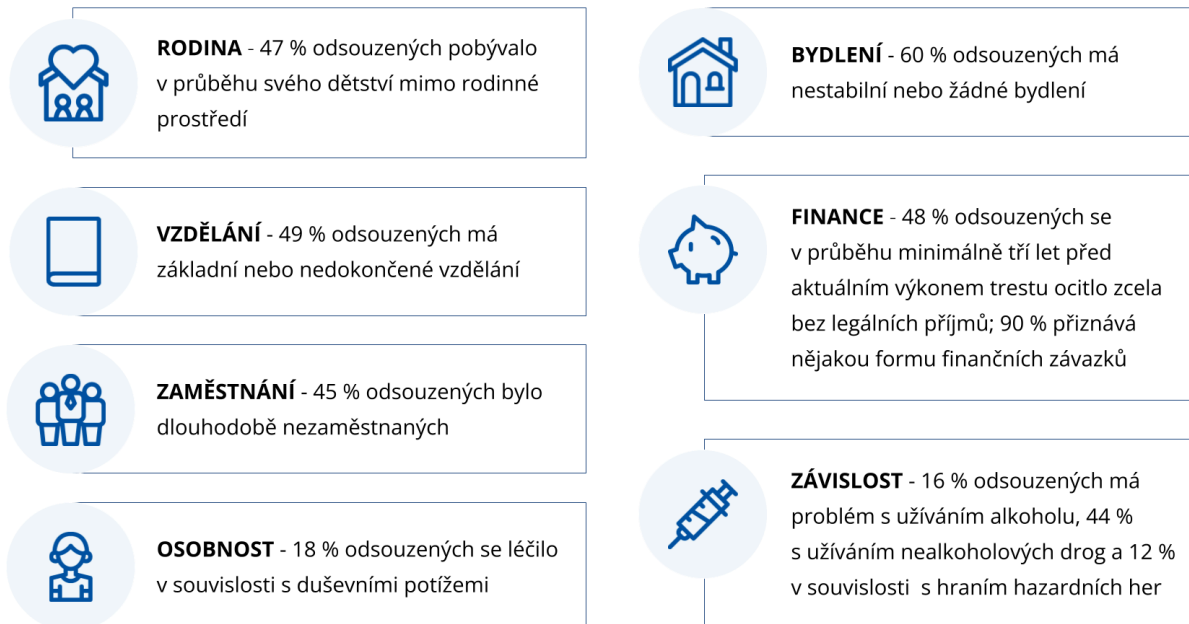 RODINA - 47 % odsouzených pobývalo
v průběhu svého dětství mimo rodinné
prostředí
VZDĚLÁNÍ - 49 % odsouzených má
základní nebo nedokončené vzdělání
ZAMĚSTNÁNÍ - 45 % odsouzených bylo
dlouhodobě nezaměstnaných
OSOBNOST - 18 % odsouzených se léčilo
v souvislosti s duševními potížemi
BYDLENÍ - 60 % odsouzených má
nestabilní nebo žádné bydlení
FINANCE - 48 % odsouzených se
v průběhu minimálně tří let před
aktuálním výkonem trestu ocitlo zcela
bez legálních příjmů; 90 % přiznává
nějakou formu finančních závazků
ZÁVISLOST - 16 % odsouzených má
problém s užíváním alkoholu, 44 %
s užíváním nealkoholových drog a 12 %
v souvislosti  s hraním hazardních her